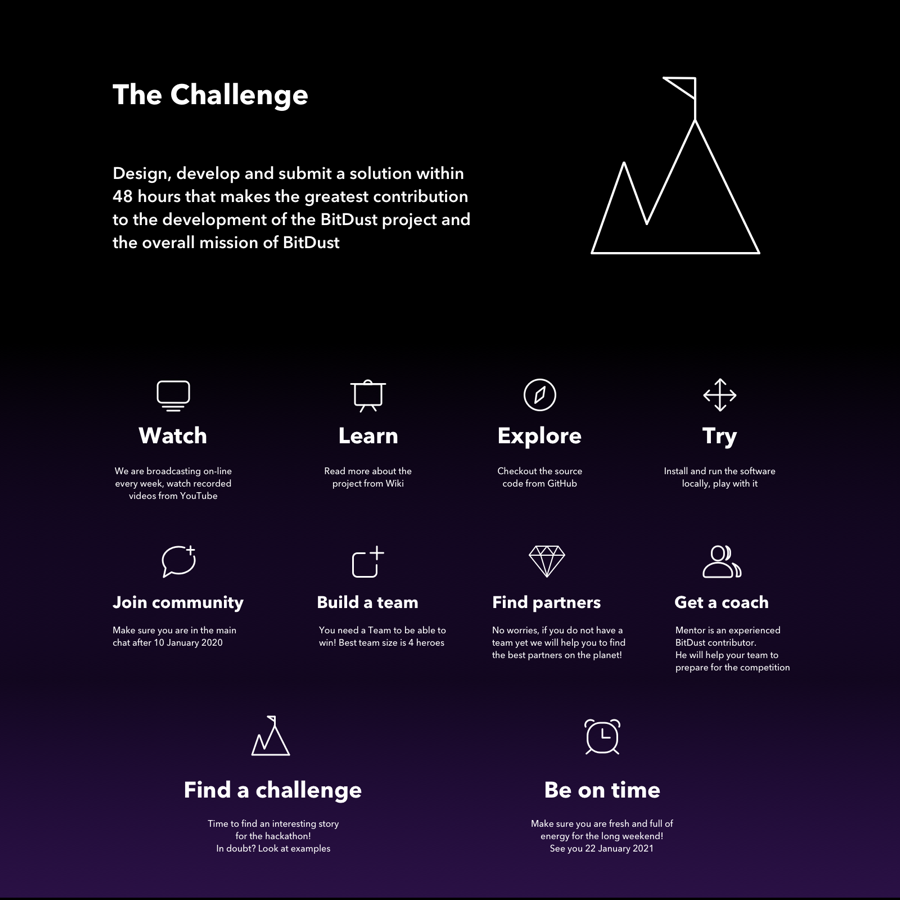 The Challenge
Design, develop and submit a solution within
48 hours that makes the greatest contribution
to the development of the BitDust project and
the overall mission of BitDust
Watch
We are broadcasting on-line
every week, watch recorded
videos from YouTube
Learn
Read more about the
project from Wiki
Explore
Checkout the source
code from GitHub
Try
Install and run the software
locally, play with it
Join community
Make sure you are in the main
chat after 10 January 2020
Build a team
You need a Team to be able to
win! Best team size is 4 heroes
Find partners
No worries, if you do not have a
team yet we will help you to find
the best partners on the planet!
Get a coach
Mentor is an experienced
BitDust contributor.
He will help your team to
prepare for the competition
Find a challenge
Time to find an interesting story
for the hackathon!
In doubt? Look at examples
Be on time
Make sure you are fresh and full of
energy for the long weekend!
See you 22 January 2021